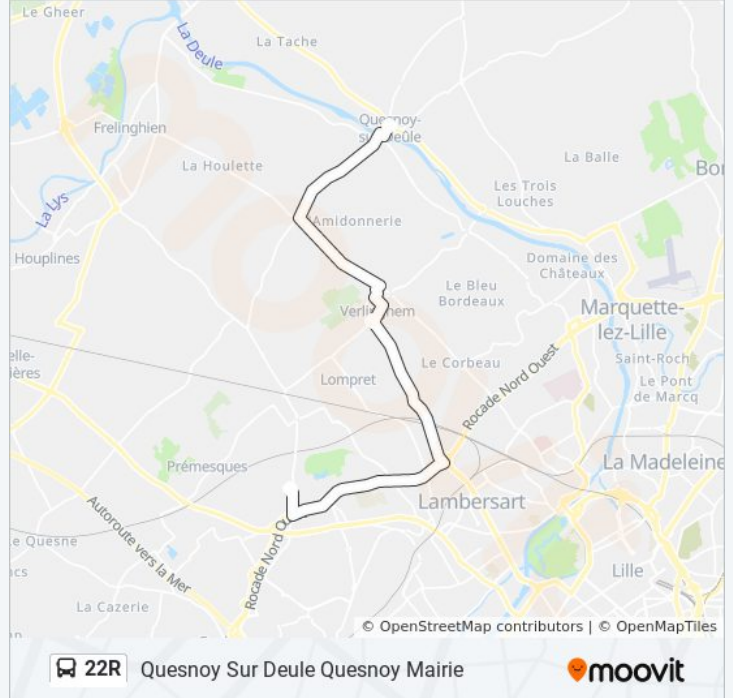 Le Gheer
La Deule
La Tache
Quesnoy-
sur-Deûle
Frelinghien
La Houlette
La Balle
Les Trois
Louches
La Lys
Amidonnerie
Houplines
Domaine des
Châteaux
Le Bleu
Bordeaux
Marquette-
lez-Lille
Saint-Roch
Le Corbeau
Lompret
Le Pont
de Marcq
Rocade Nord Ouest
La Madeleine
Prémesques
Lambersart
Autoroute vers la Mer
Rocade Nord
Lille
La Cazerie
© OpenStreetMap contributors | © OpenMapTiles
22R Quesnoy Sur Deule Quesnoy Mairie
moovit